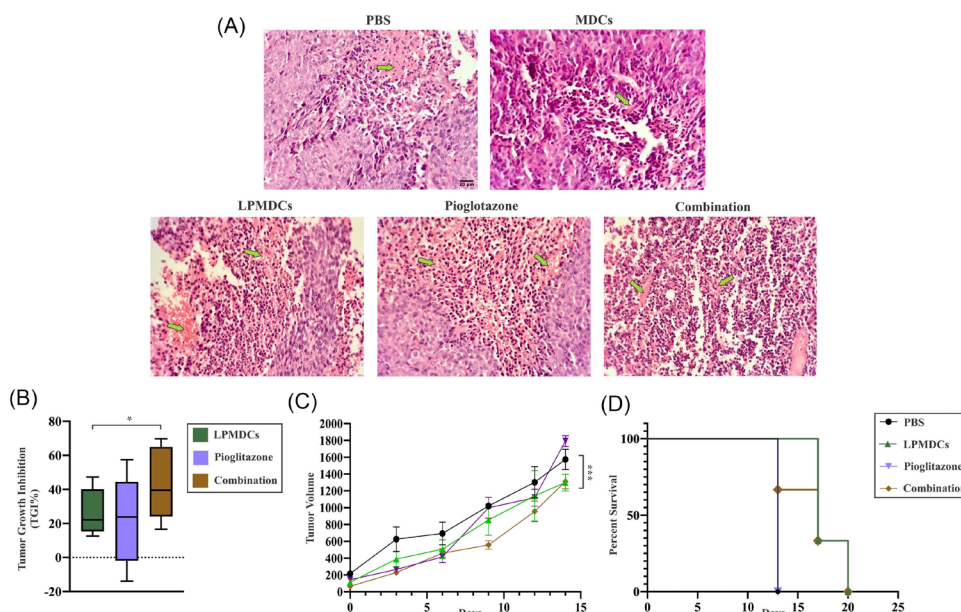 (A)
PBS
MDCs
20 µm
LPMDCs
Pioglotazone
Combination
(B)
Tumor Growth Inhibition
(TGI%)
80
60
40
20
0
-20
*
LPMDCs
Pioglitazone
Combination
(C)
Tumor Volume
2000
1800
1600
1400
1200
1000
800
600
400
200
0
0
5
10
15
***
(D)
Percent Survival
100
50
0
0
5
10
15
20
25
PBS
LPMDCs
Pioglitazone
Combination